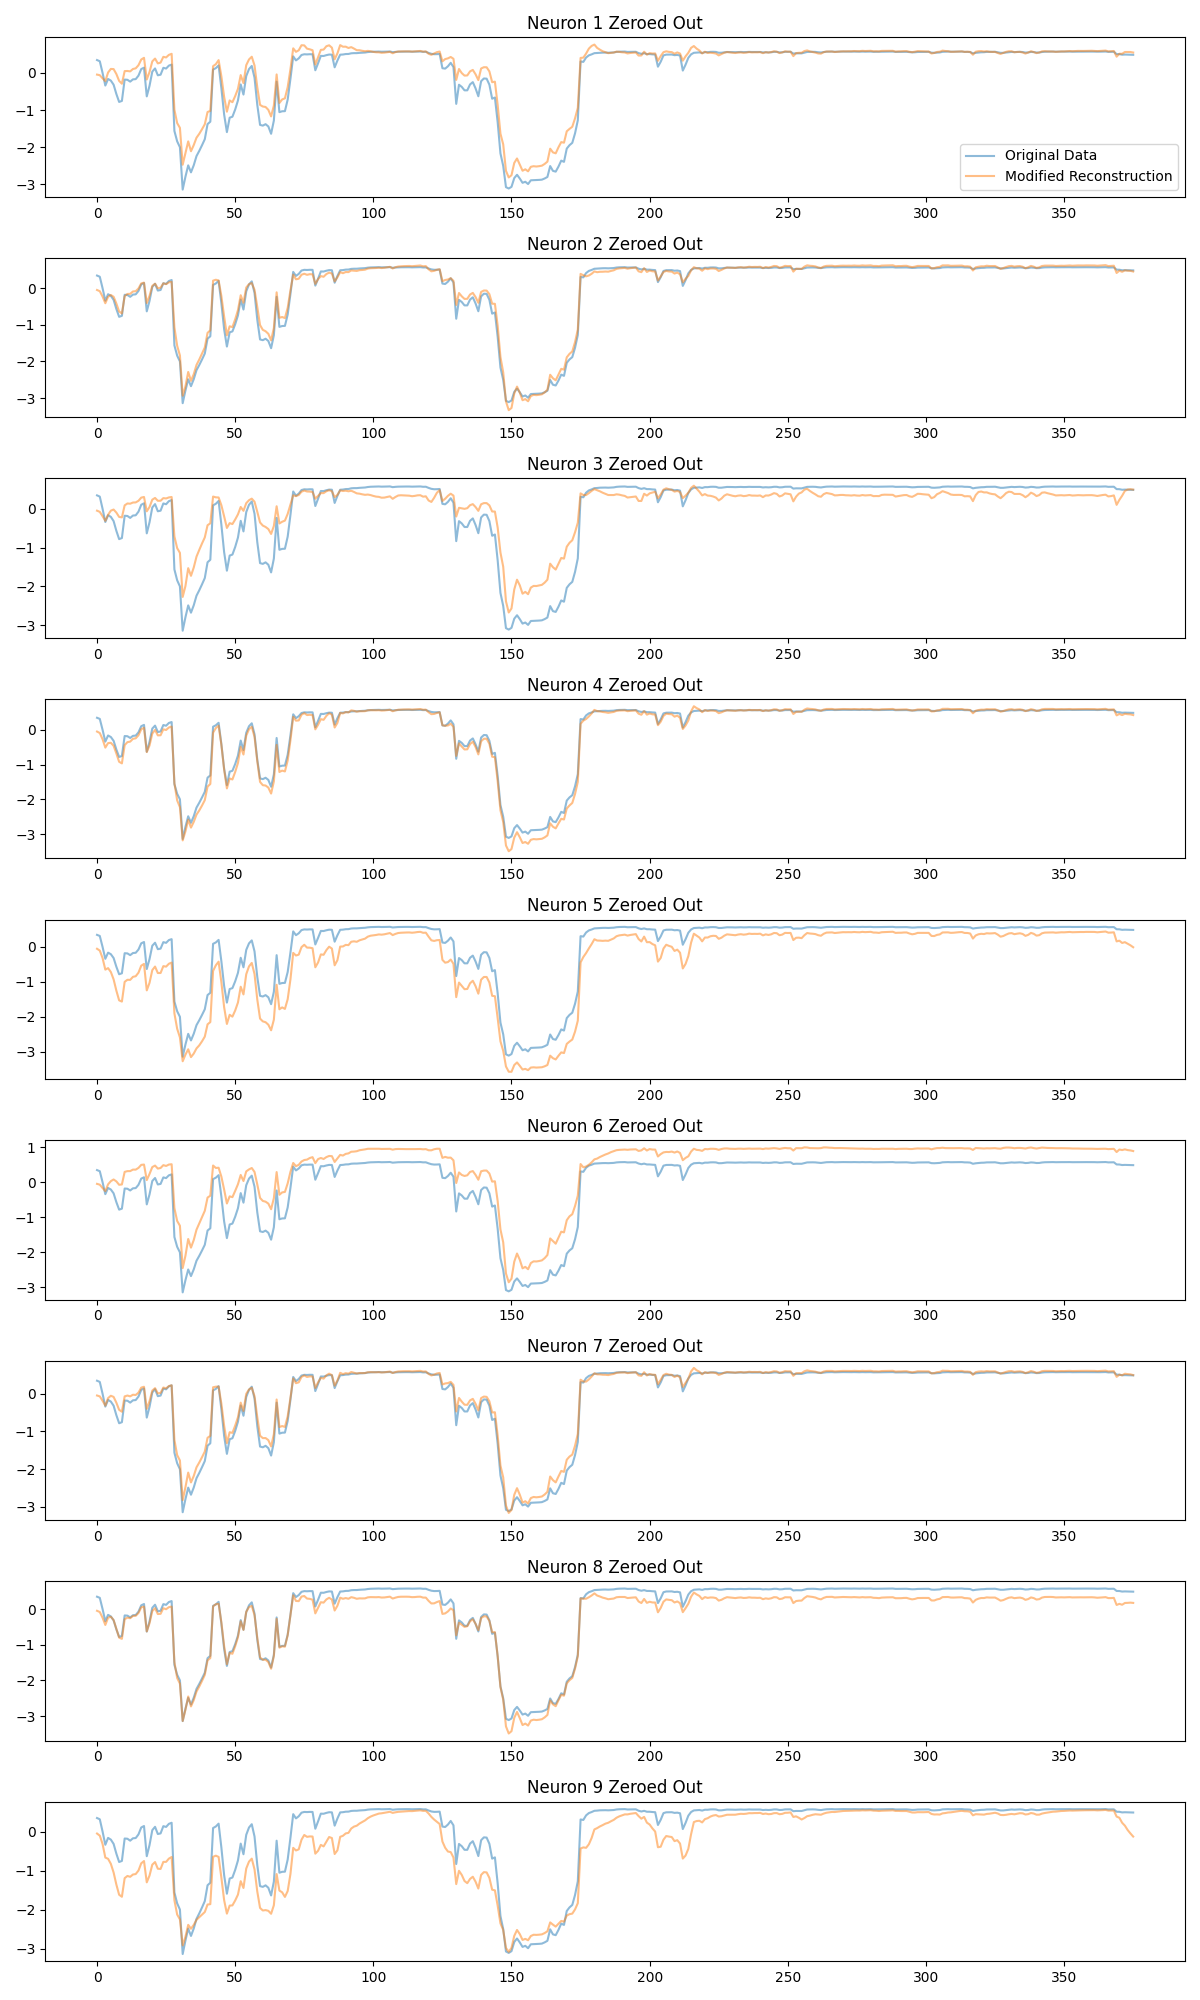 Neuron 1 Zeroed Out
0
−1
−2
−3
Original Data
Modified Reconstruction
0 50 100 150 200 250 300 350
Neuron 2 Zeroed Out
0
−1
−2
−3
0 50 100 150 200 250 300 350
Neuron 3 Zeroed Out
0
−1
−2
−3
0 50 100 150 200 250 300 350
Neuron 4 Zeroed Out
0
−1
−2
−3
0 50 100 150 200 250 300 350
Neuron 5 Zeroed Out
0
−1
−2
−3
0 50 100 150 200 250 300 350
Neuron 6 Zeroed Out
1
0
−1
−2
−3
0 50 100 150 200 250 300 350
Neuron 7 Zeroed Out
0
−1
−2
−3
0 50 100 150 200 250 300 350
Neuron 8 Zeroed Out
0
−1
−2
−3
0 50 100 150 200 250 300 350
Neuron 9 Zeroed Out
0
−1
−2
−3
0 50 100 150 200 250 300 350